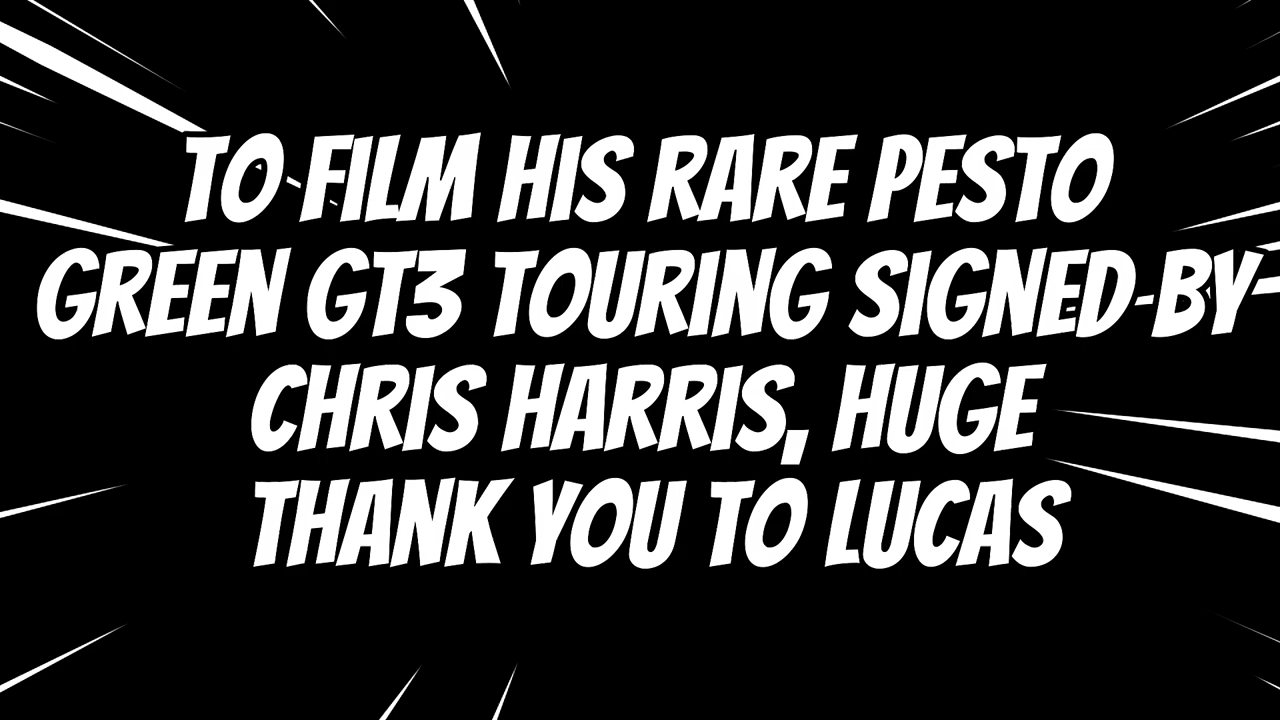 TO FILM HIS RARE PESTO
GREEN GT3 TOURING SIGNED BY
CHRIS HARRIS, HUGE
THANK YOU TO LUCAS